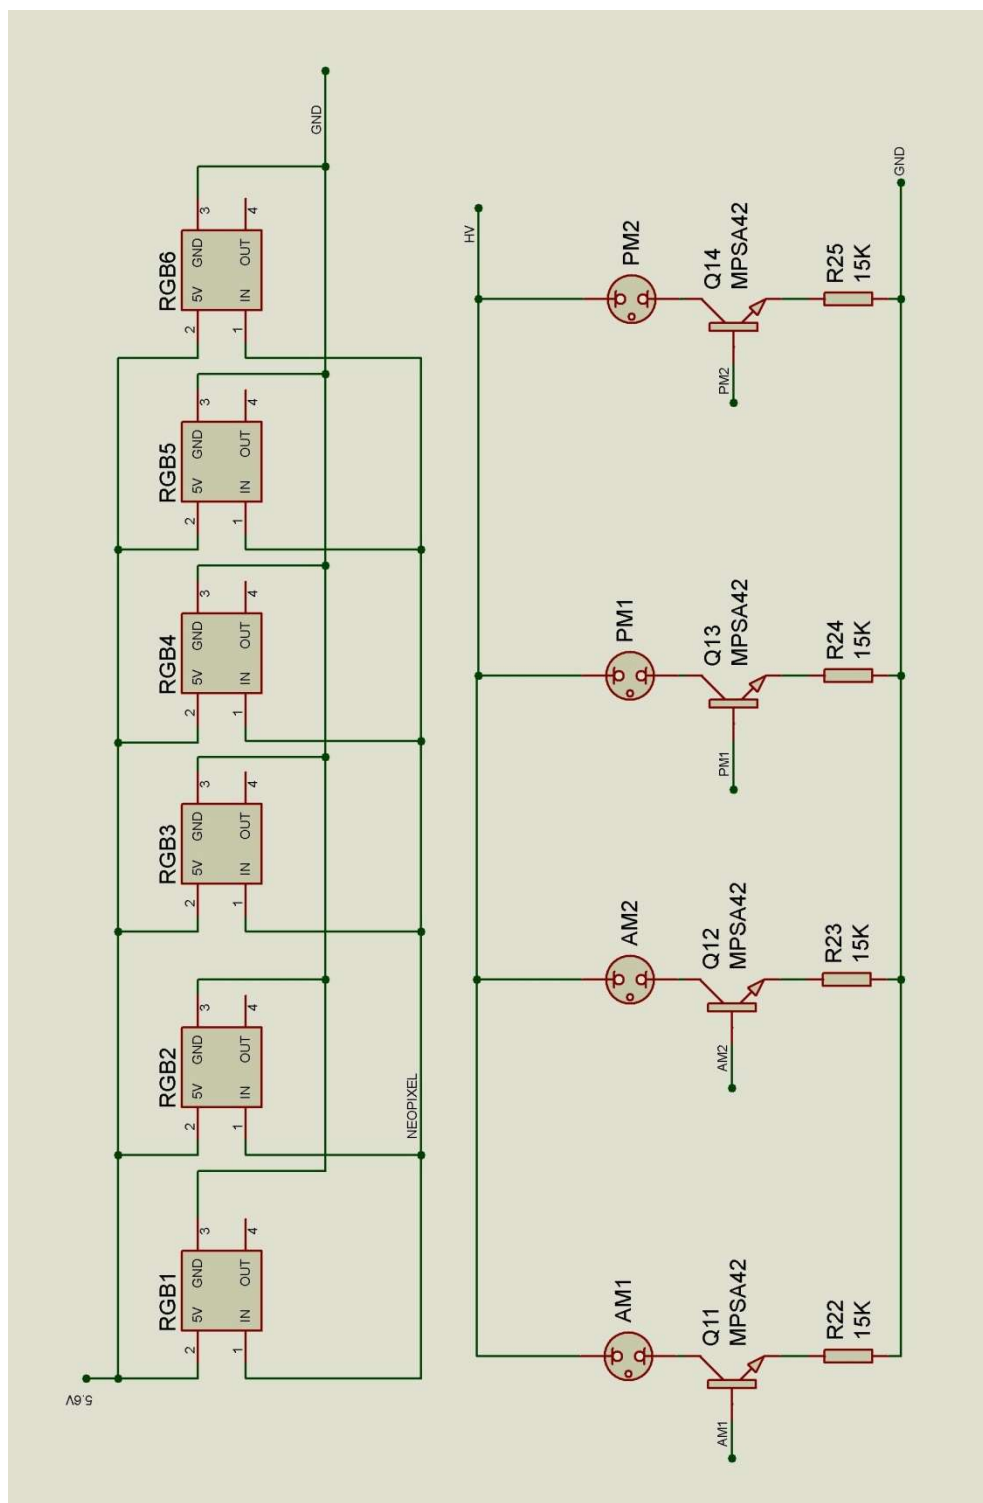 5.6V
GND
RGB1
2
5V
GND
3
1
IN
OUT
4
RGB2
2
5V
GND
3
1
IN
OUT
4
RGB3
2
5V
GND
3
1
IN
OUT
4
RGB4
2
5V
GND
3
1
IN
OUT
4
RGB5
2
5V
GND
3
1
IN
OUT
4
RGB6
2
5V
GND
3
1
IN
OUT
4
NEOPIXEL
HV
AM1
Q11
MPSA42
AM1
R22
15K
AM2
Q12
MPSA42
AM2
R23
15K
PM1
Q13
MPSA42
PM1
R24
15K
PM2
Q14
MPSA42
PM2
R25
15K
GND